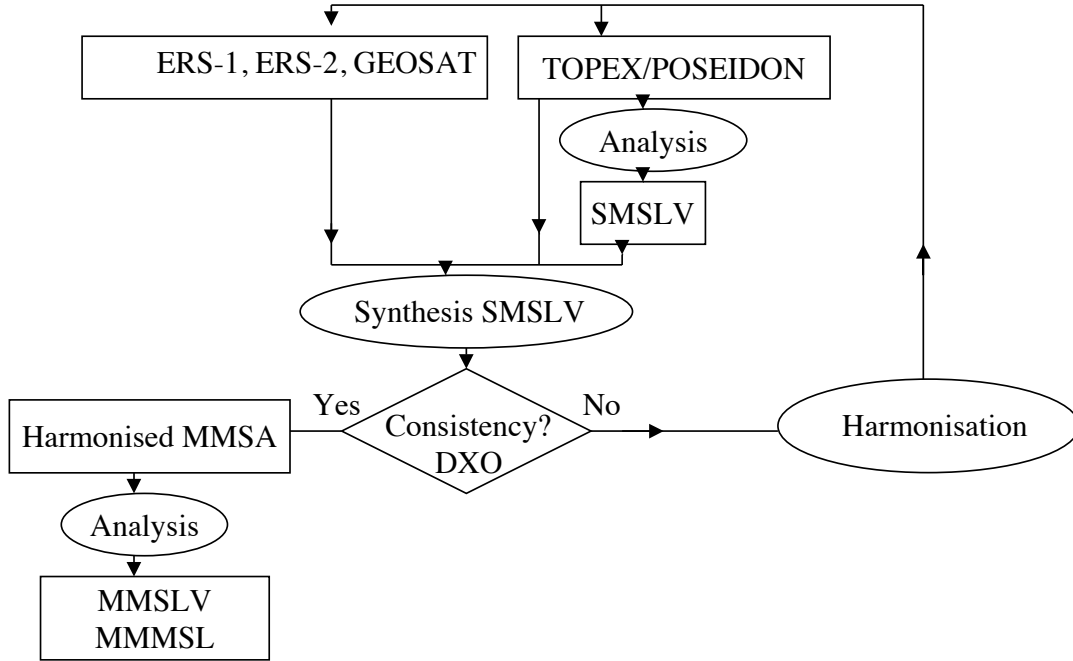 ERS-1, ERS-2, GEOSAT
TOPEX/POSEIDON
Analysis
SMSLV
Synthesis SMSLV
Yes
No
Consistency?
DXO
Harmonisation
Harmonised MMSA
Analysis
MMSLV
MMMSL